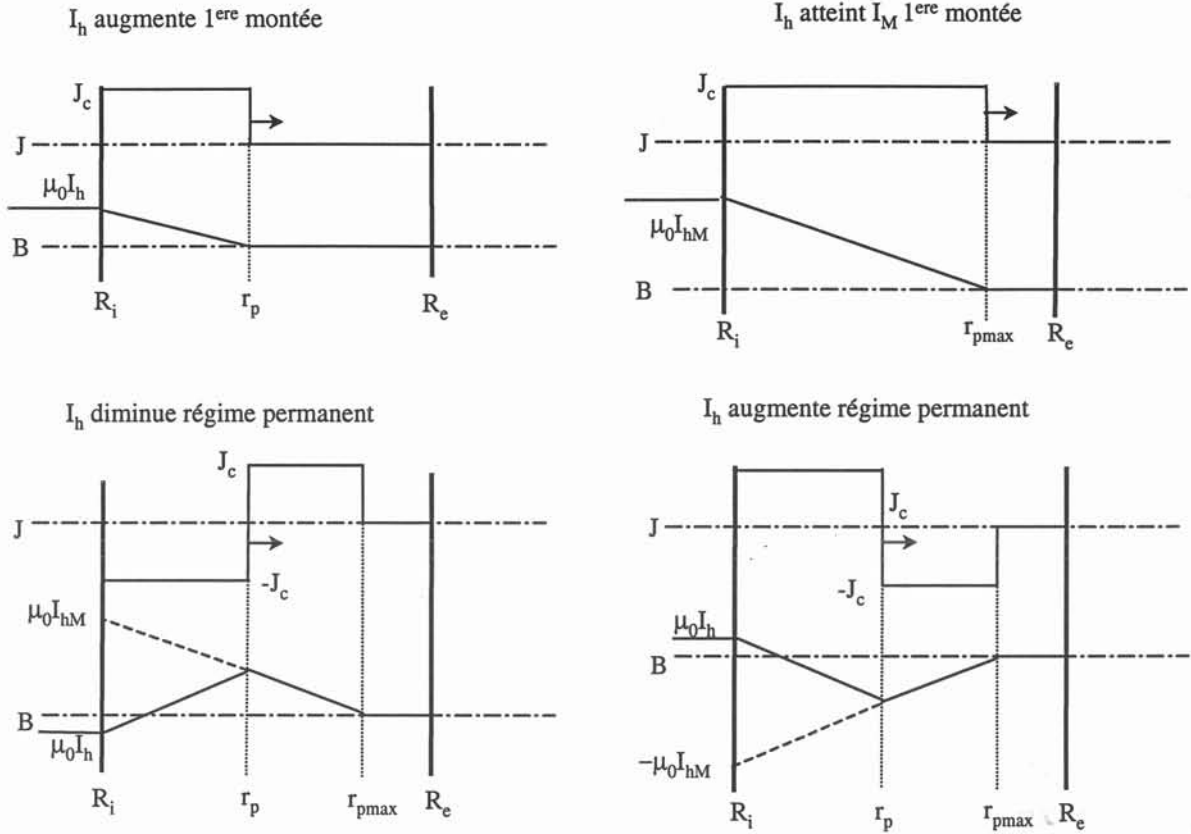 I_h augmente 1^ere montée
J_c
J
μ_0I_h
B
R_i
r_p
R_e
I_h atteint I_M 1^ere montée
J_c
J
μ_0I_hM
B
R_i
r_pmax
R_e
I_h diminue régime permanent
J_c
J
-J_c
μ_0I_hM
B
μ_0I_h
R_i
r_p
r_pmax
R_e
I_h augmente régime permanent
J_c
J
-J_c
μ_0I_h
B
-μ_0I_hM
R_i
r_p
r_pmax
R_e